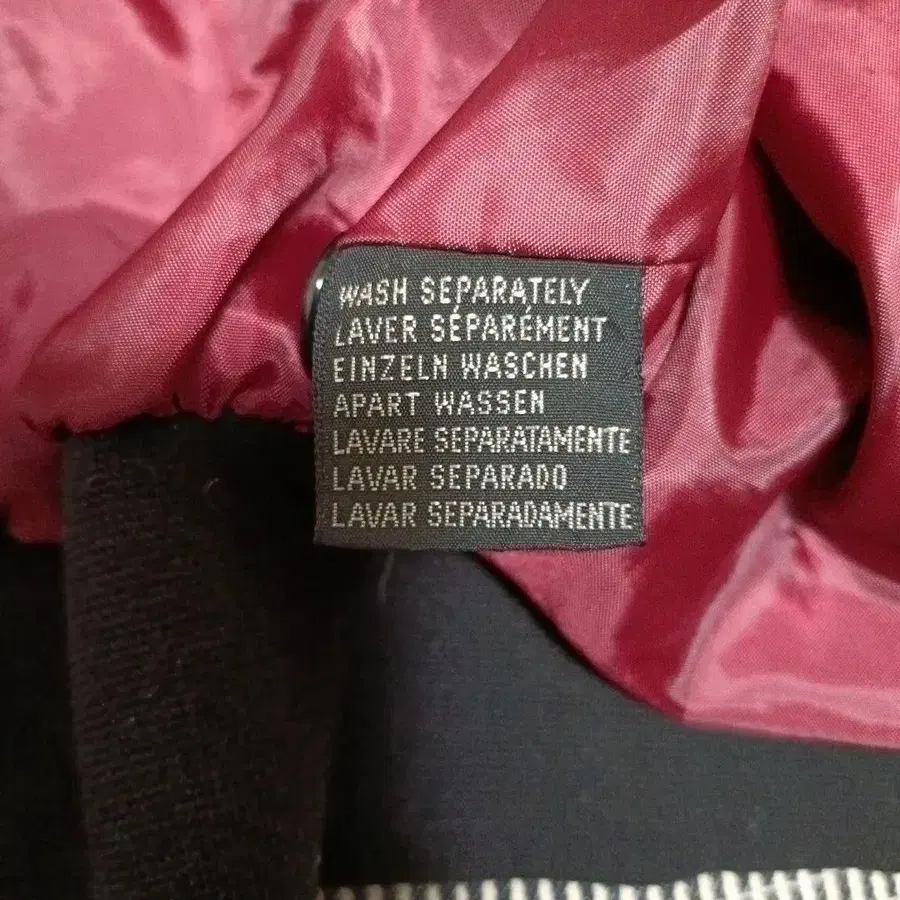 WASH SEPARATELY
LAVER SÉPARÉMENT
EINZELN WASCHEN
APART WASSEN
LAVARE SEPARATAMENTE
LAVAR SEPARADO
LAVAR SEPARADAMENTE